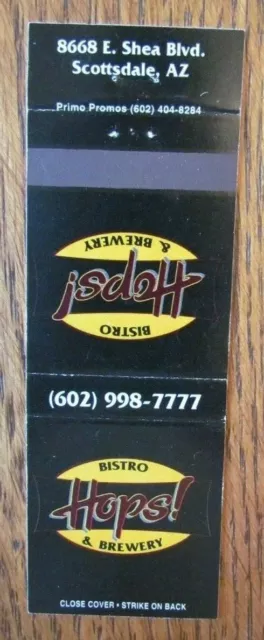 8668 E. Shea Blvd.
Scottsdale, AZ
Primo Promos (602) 404-8284
BISTRO
Hops!
& BREWERY
(602) 998-7777
BISTRO
Hops!
& BREWERY
CLOSE COVER • STRIKE ON BACK